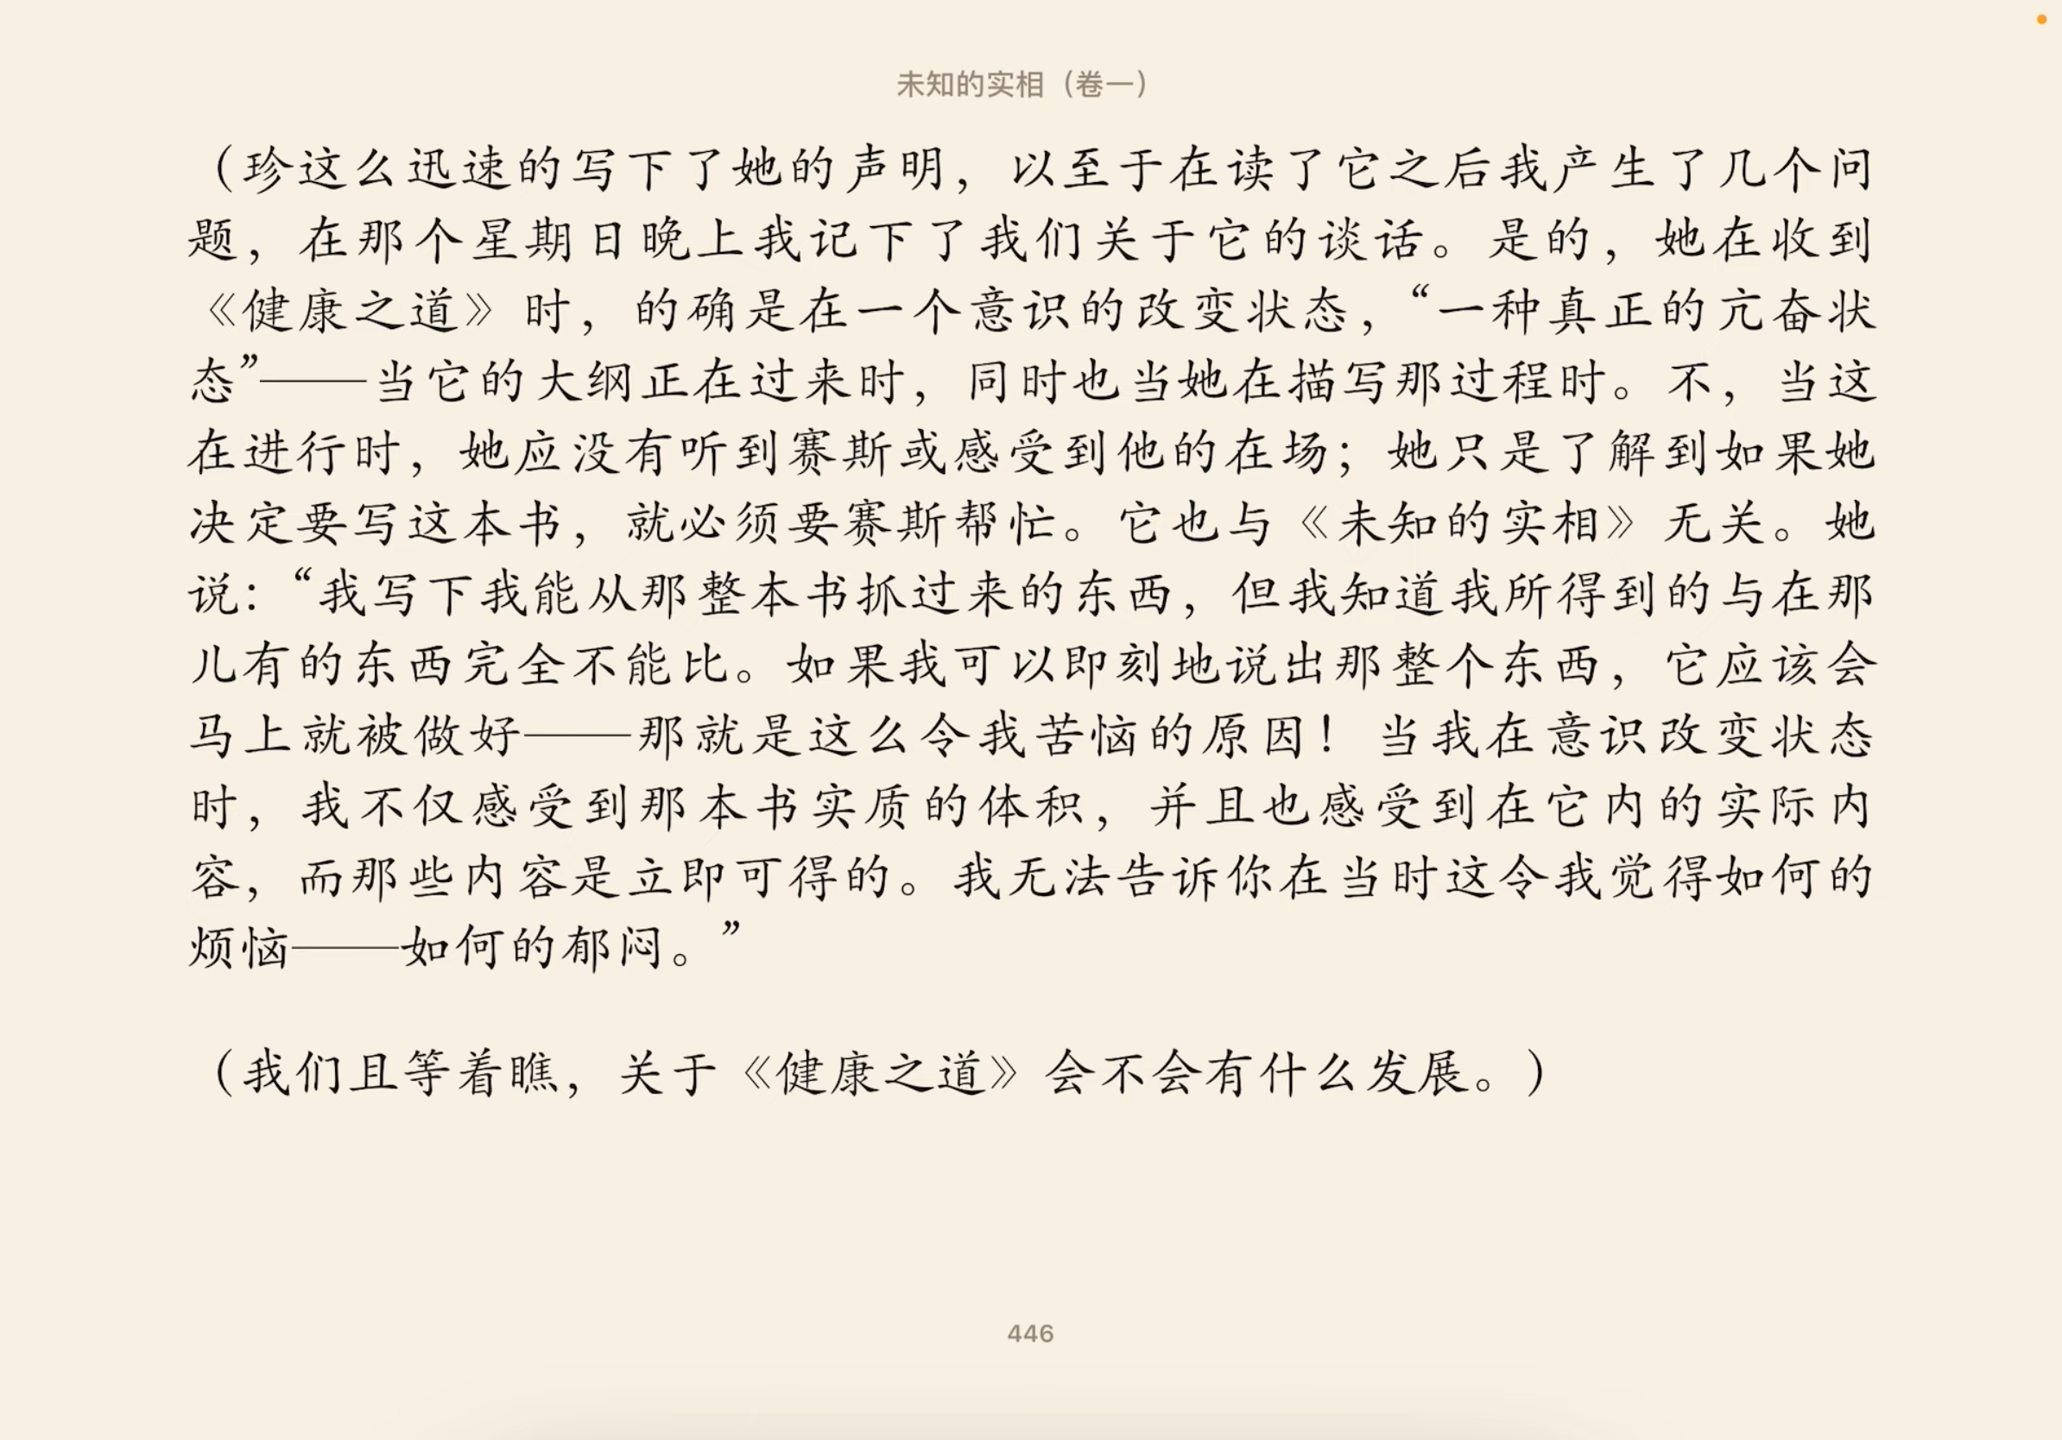 未知的实相（卷一）
（珍这么迅速的写下了她的声明，以至于在读了它之后我产生了几个问
题，在那个星期日晚上我记下了我们关于它的谈话。是的，她在收到
《健康之道》时，的确是在一个意识的改变状态，“一种真正的亢奋状
态”——当它的大纲正在过来时，同时也当她在描写那过程时。不，当这
在进行时，她应没有听到赛斯或感受到他的在场；她只是了解到如果她
决定要写这本书，就必须要赛斯帮忙。它也与《未知的实相》无关。她
说：“我写下我能从那整本书抓过来的东西，但我知道我所得到的与在那
儿有的东西完全不能比。如果我可以即刻地说出那整个东西，它应该会
马上就被做好——那就是这么令我苦恼的原因！当我在意识改变状态
时，我不仅感受到那本书实质的体积，并且也感受到在它内的实际内
容，而那些内容是立即可得的。我无法告诉你在当时这令我觉得如何的
烦恼——如何的郁闷。”
（我们且等着瞧，关于《健康之道》会不会有什么发展。）
446